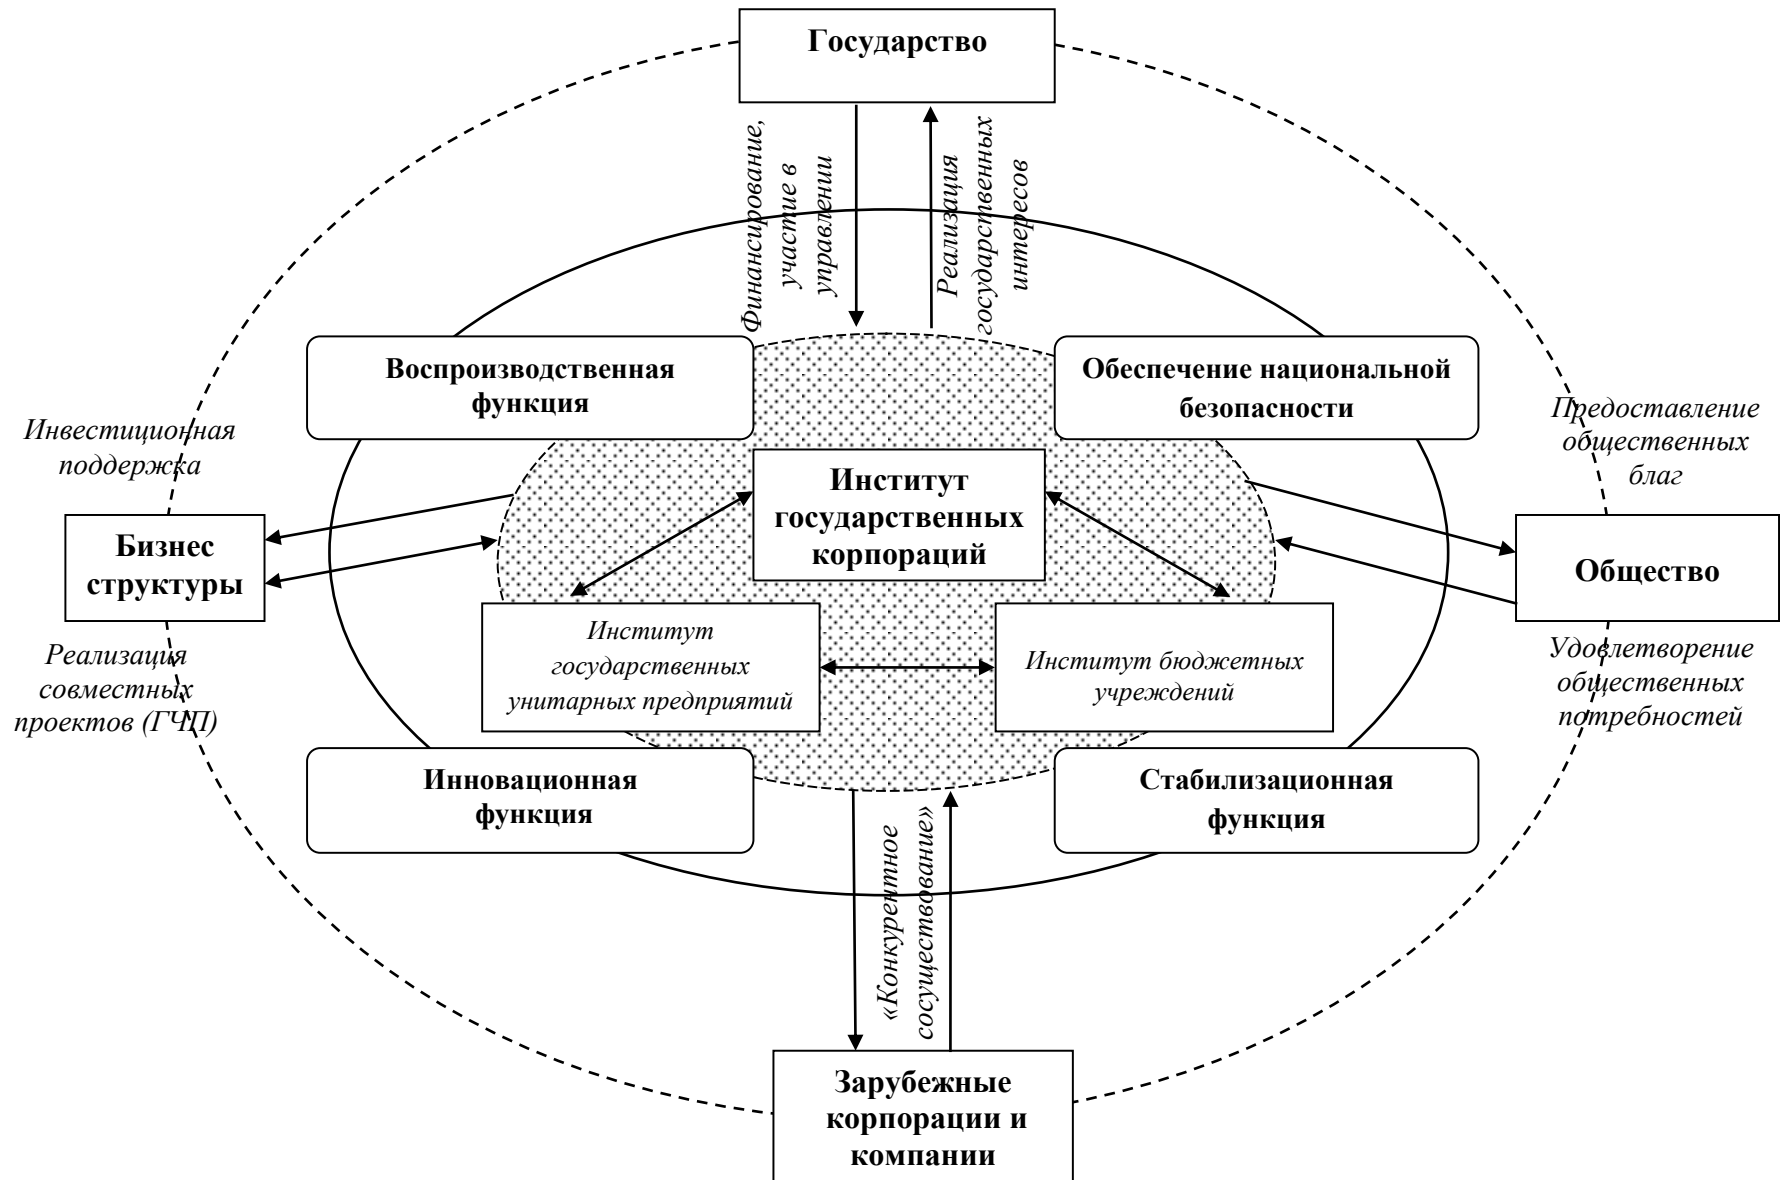 Государство
Финансирование,
участие в
управлении
Реализация
государственных
интересов
Воспроизводственная
функция
Обеспечение национальной
безопасности
Инвестиционная
поддержка
Предоставление
общественных
благ
Институт
государственных
корпораций
Бизнес
структуры
Общество
Институт
государственных
унитарных предприятий
Институт бюджетных
учреждений
Реализация
совместных
проектов (ГЧП)
Удовлетворение
общественных
потребностей
Инновационная
функция
Стабилизационная
функция
«Конкурентное
сосуществование»
Зарубежные
корпорации и
компании